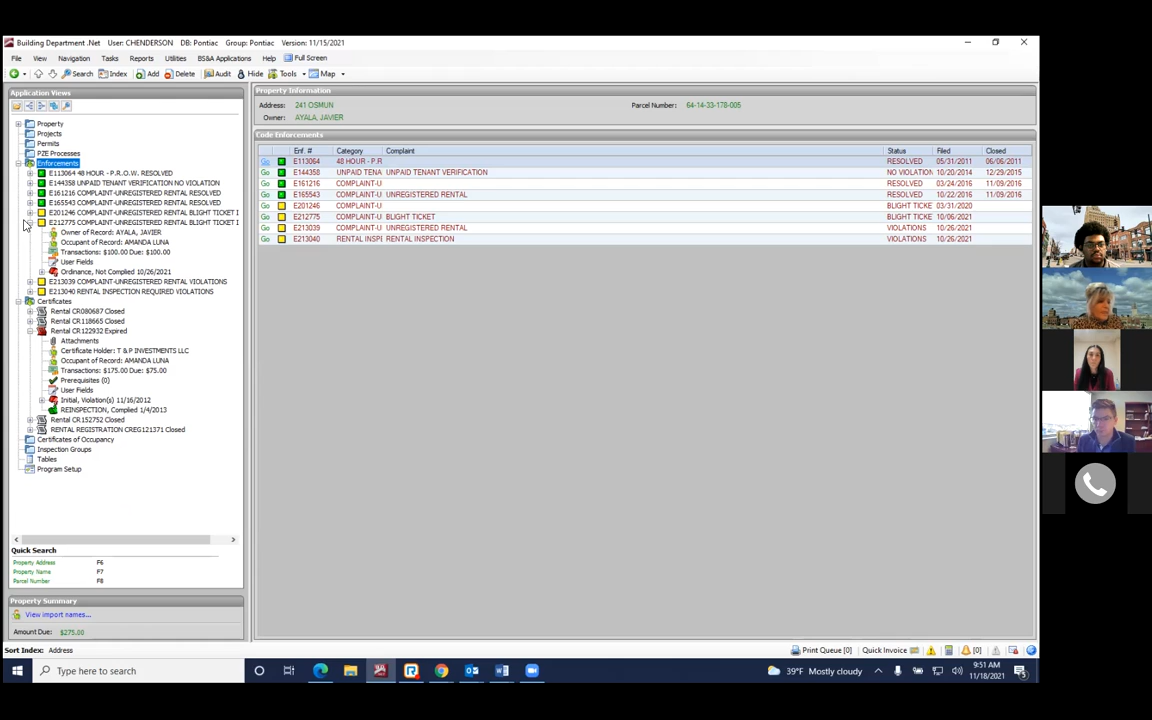 Building Department .Net User: CHENDERSON DB: Pontiac Group: Pontiac Version: 11/15/2021
File View Navigation Tasks Reports Utilities BS&A Applications Help Full Screen
Search Index Add Delete Audit Hide Tools Map
Application Views
Property
Projects
Permits
PZE Processes
Enforcements
E113064 48 HOUR - P.R.O.W. RESOLVED
E144358 UNPAID TENANT VERIFICATION NO VIOLATION
E161216 COMPLAINT-UNREGISTERED RENTAL RESOLVED
E165543 COMPLAINT-UNREGISTERED RENTAL RESOLVED
E201246 COMPLAINT-UNREGISTERED RENTAL BLIGHT TICKET I
E212775 COMPLAINT-UNREGISTERED RENTAL BLIGHT TICKET I
Owner of Record: AYALA, JAVIER
Occupant of Record: AMANDA LUNA
Transactions: $100.00 Due: $100.00
User Fields
Ordinance, Not Complied 10/26/2021
E213039 COMPLAINT-UNREGISTERED RENTAL VIOLATIONS
E213040 RENTAL INSPECTION REQUIRED VIOLATIONS
Certificates
Rental CR080687 Closed
Rental CR118665 Closed
Rental CR122932 Expired
Attachments
Certificate Holder: T & P INVESTMENTS LLC
Occupant of Record: AMANDA LUNA
Transactions: $175.00 Due: $75.00
Prerequisites (0)
User Fields
Initial, Violation(s) 11/16/2012
REINSPECTION, Complied 1/4/2013
Rental CR152752 Closed
RENTAL REGISTRATION CREG121371 Closed
Certificates of Occupancy
Inspection Groups
Tables
Program Setup
Quick Search
Property Address F6
Property Name F7
Parcel Number F8
Property Summary
View import names...
Amount Due: $275.00
Property Information
Address: 241 OSMUN Parcel Number: 64-14-33-178-005
Owner: AYALA, JAVIER
Code Enforcements
Enf. # Category Complaint Status Filed Closed
Go E113064 48 HOUR - P.R RESOLVED 05/31/2011 06/06/2011
Go E144358 UNPAID TENA UNPAID TENANT VERIFICATION NO VIOLATION 10/20/2014 12/29/2015
Go E161216 COMPLAINT-U RESOLVED 03/24/2016 11/09/2016
Go E165543 COMPLAINT-U UNREGISTERED RENTAL RESOLVED 10/22/2016 11/09/2016
Go E201246 COMPLAINT-U BLIGHT TICKE 03/31/2020
Go E212775 COMPLAINT-U BLIGHT TICKET BLIGHT TICKE 10/06/2021
Go E213039 COMPLAINT-U UNREGISTERED RENTAL VIOLATIONS 10/26/2021
Go E213040 RENTAL INSPI RENTAL INSPECTION VIOLATIONS 10/26/2021
Sort Index: Address Print Queue [0] Quick Invoice [0]
Type here to search 39°F Mostly cloudy 9:51 AM
11/18/2021 5